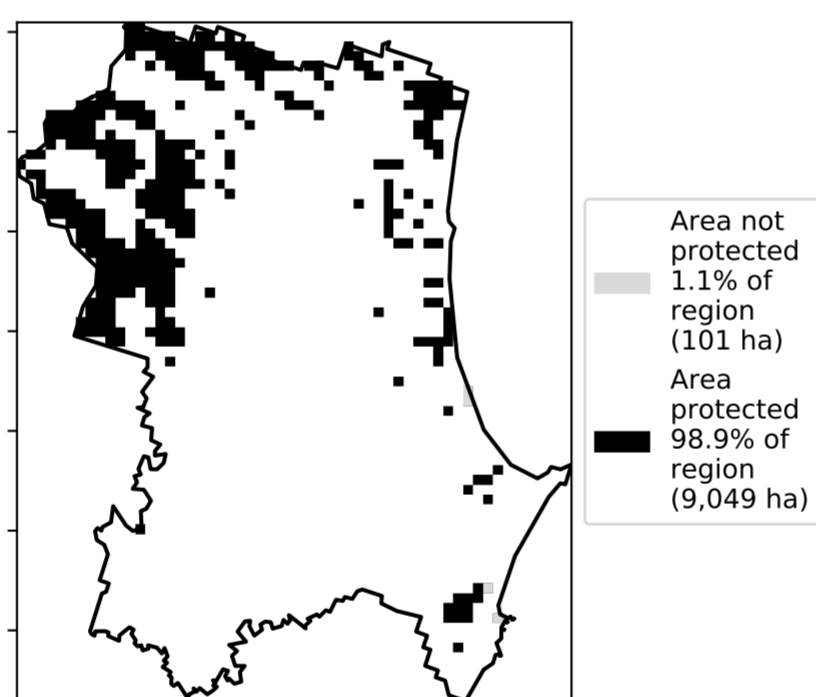 Area not
protected
1.1% of
region
(101 ha)
Area
protected
98.9% of
region
(9,049 ha)